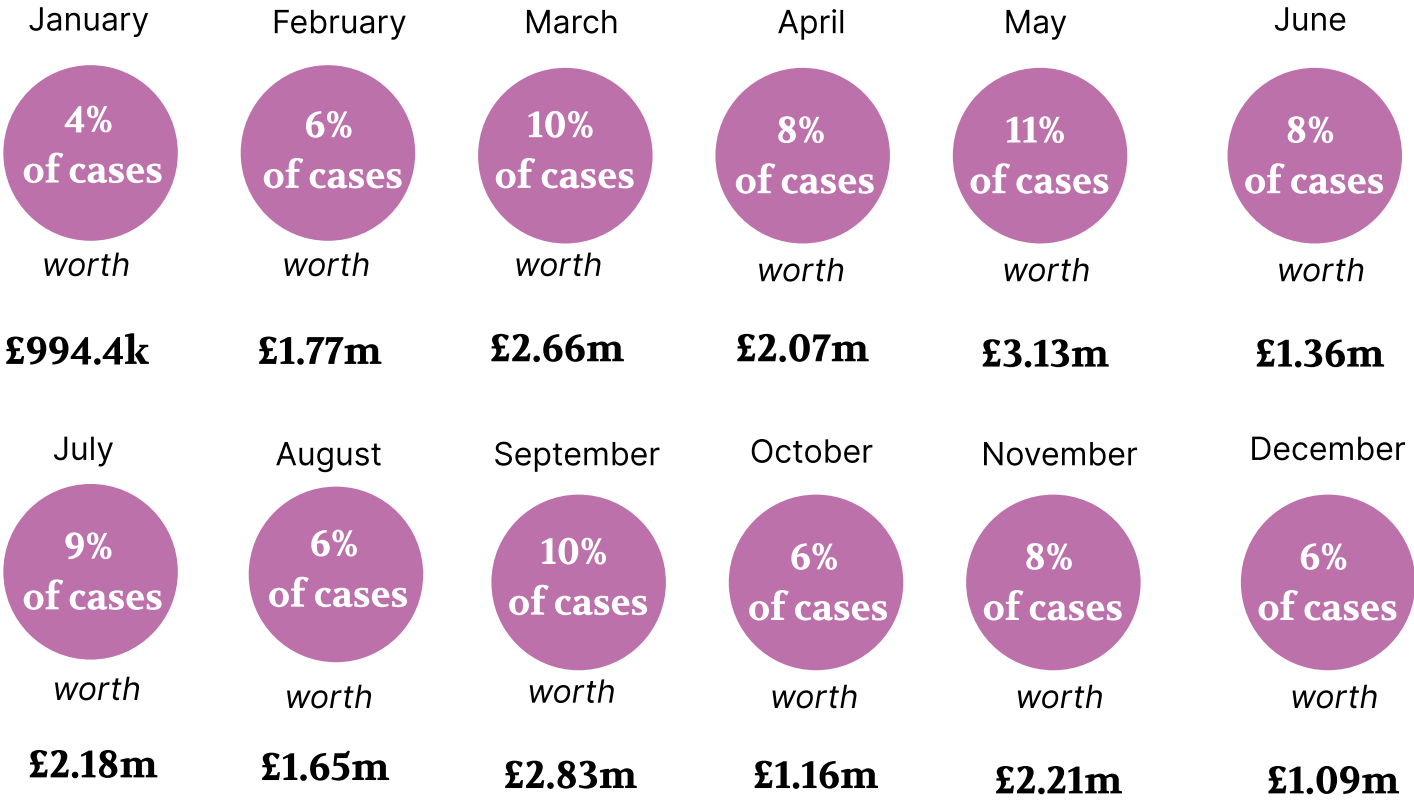 January
4%
of cases
worth
£994.4k
February
6%
of cases
worth
£1.77m
March
10%
of cases
worth
£2.66m
April
8%
of cases
worth
£2.07m
May
11%
of cases
worth
£3.13m
June
8%
of cases
worth
£1.36m
July
9%
of cases
worth
£2.18m
August
6%
of cases
worth
£1.65m
September
10%
of cases
worth
£2.83m
October
6%
of cases
worth
£1.16m
November
8%
of cases
worth
£2.21m
December
6%
of cases
worth
£1.09m